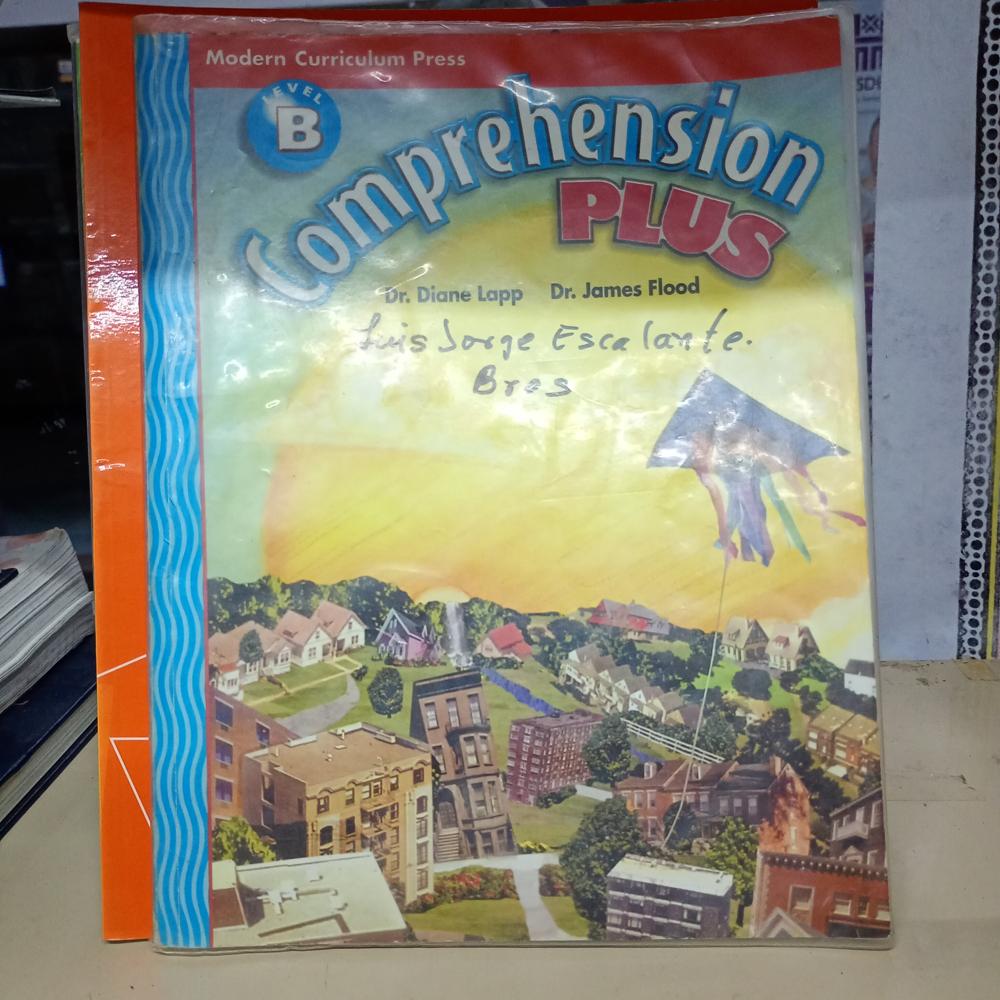 Modern Curriculum Press
LEVEL
B
Comprehension
PLUS
Dr. Diane Lapp Dr. James Flood
Luis Jorge Escalante.
Bres